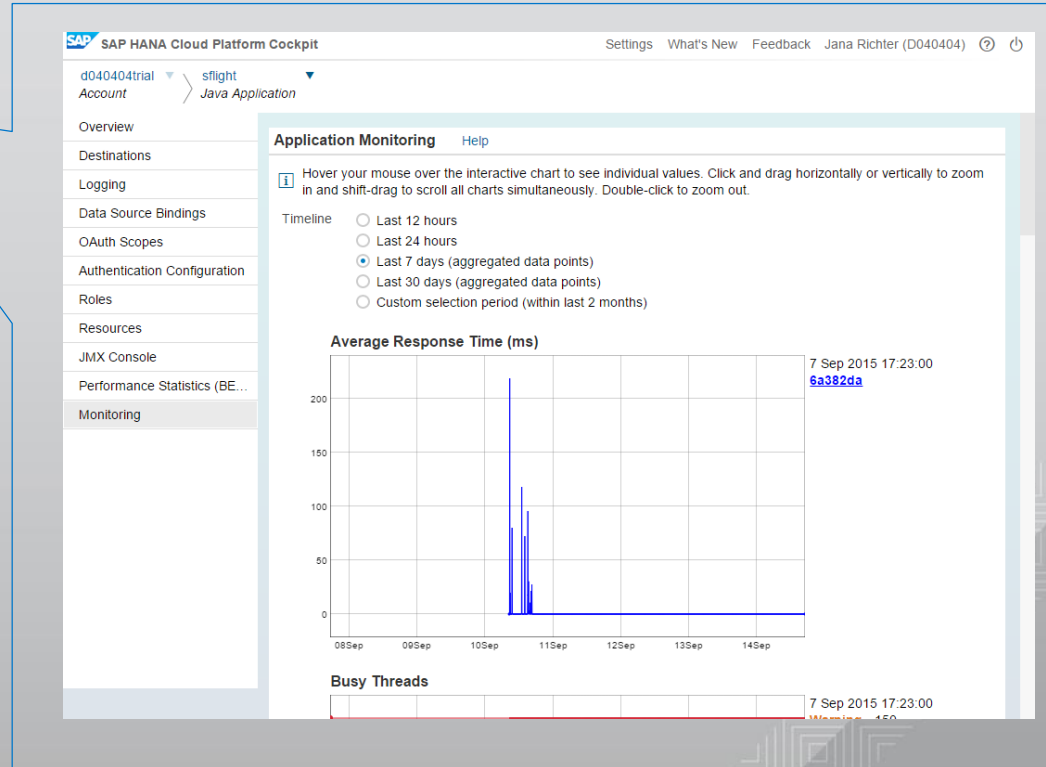 SAP SAP HANA Cloud Platform Cockpit Settings What's New Feedback Jana Richter (D040404) ?
d040404trial sflight
Account Java Application
Overview
Destinations
Logging
Data Source Bindings
OAuth Scopes
Authentication Configuration
Roles
Resources
JMX Console
Performance Statistics (BE...
Monitoring
Application Monitoring Help
i Hover your mouse over the interactive chart to see individual values. Click and drag horizontally or vertically to zoom
in and shift-drag to scroll all charts simultaneously. Double-click to zoom out.
Timeline Last 12 hours
Last 24 hours
Last 7 days (aggregated data points)
Last 30 days (aggregated data points)
Custom selection period (within last 2 months)
Average Response Time (ms)
7 Sep 2015 17:23:00
6a382da
200
150
100
50
0
08Sep 09Sep 10Sep 11Sep 12Sep 13Sep 14Sep
Busy Threads
7 Sep 2015 17:23:00
Warning 150